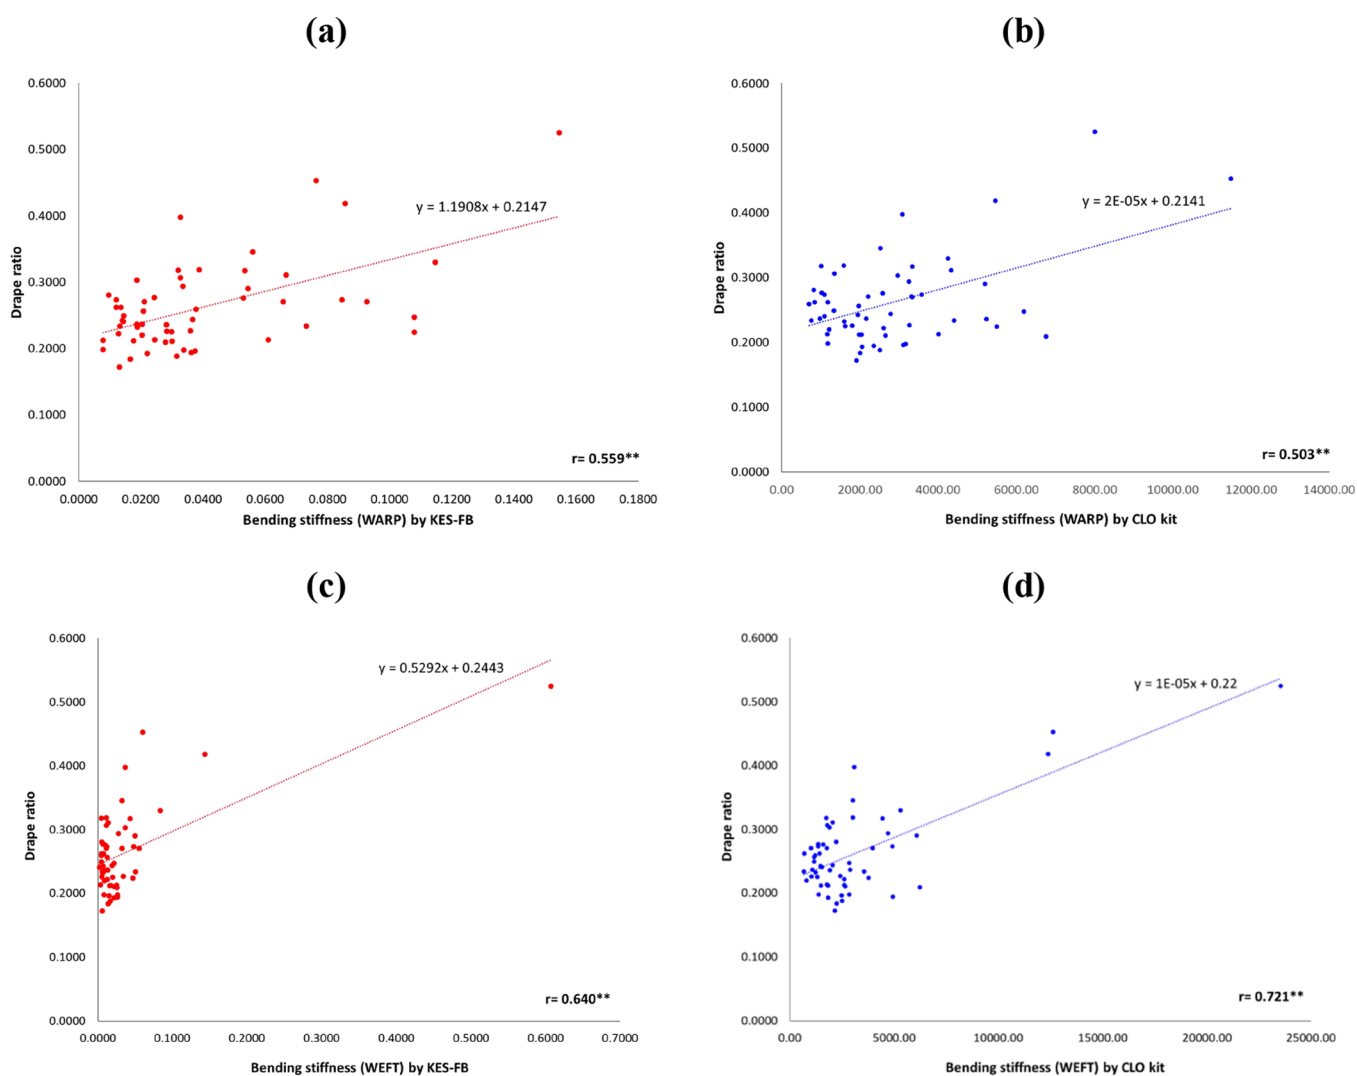 (a)
0.6000
0.5000
0.4000
0.3000
0.2000
0.1000
0.0000
Drape ratio
y = 1.1908x + 0.2147
r= 0.559**
0.0000 0.0200 0.0400 0.0600 0.0800 0.1000 0.1200 0.1400 0.1600 0.1800
Bending stiffness (WARP) by KES-FB
(b)
0.6000
0.5000
0.4000
0.3000
0.2000
0.1000
0.0000
Drape ratio
y = 2E-05x + 0.2141
r= 0.503**
0.00 2000.00 4000.00 6000.00 8000.00 10000.00 12000.00 14000.00
Bending stiffness (WARP) by CLO kit
(c)
0.6000
0.5000
0.4000
0.3000
0.2000
0.1000
0.0000
Drape ratio
y = 0.5292x + 0.2443
r= 0.640**
0.0000 0.1000 0.2000 0.3000 0.4000 0.5000 0.6000 0.7000
Bending stiffness (WEFT) by KES-FB
(d)
0.6000
0.5000
0.4000
0.3000
0.2000
0.1000
0.0000
Drape ratio
y = 1E-05x + 0.22
r= 0.721**
0.00 5000.00 10000.00 15000.00 20000.00 25000.00
Bending stiffness (WEFT) by CLO kit